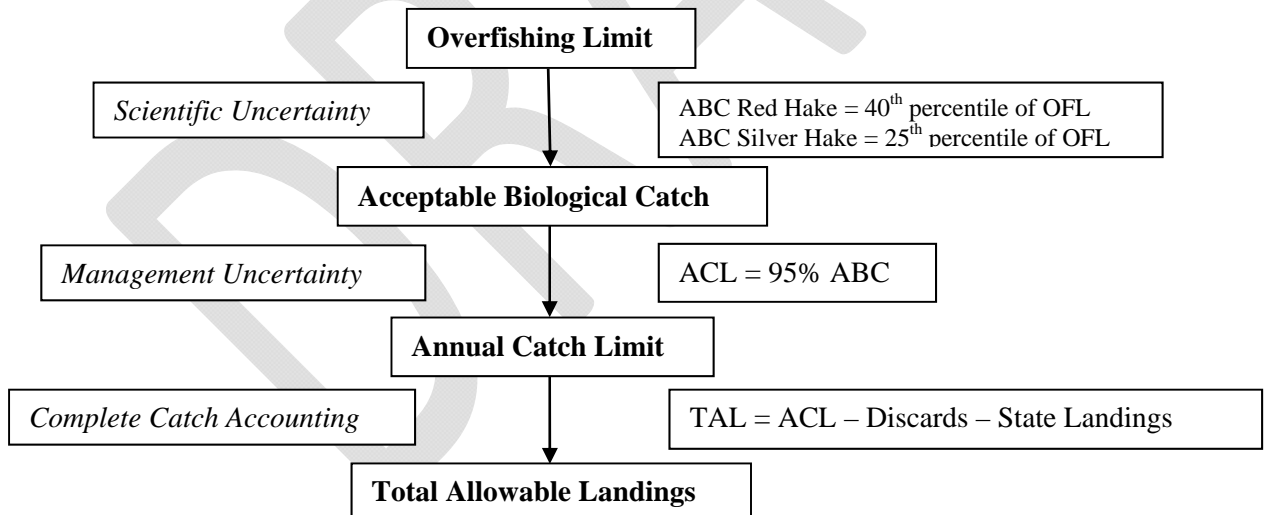 Overfishing Limit
Scientific Uncertainty
ABC Red Hake = 40th percentile of OFL
ABC Silver Hake = 25th percentile of OFL
Acceptable Biological Catch
Management Uncertainty
ACL = 95% ABC
Annual Catch Limit
Complete Catch Accounting
TAL = ACL – Discards – State Landings
Total Allowable Landings